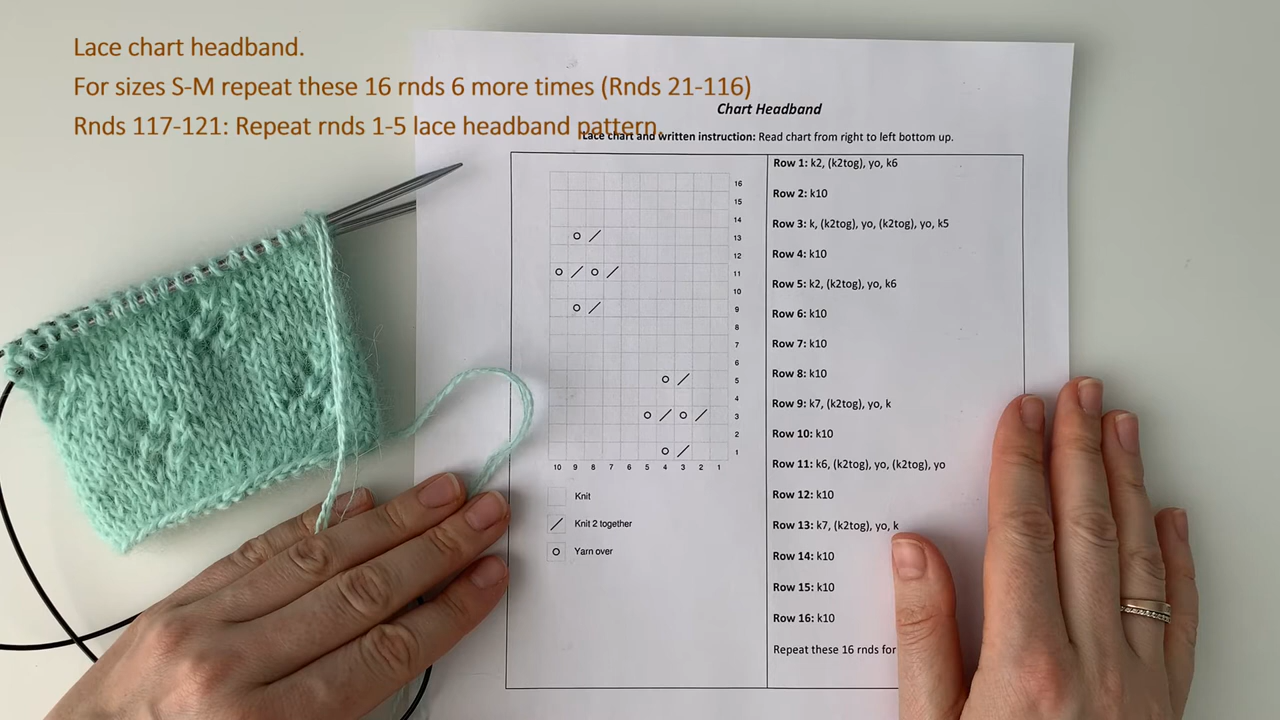 Lace chart headband.
For sizes S-M repeat these 16 rnds 6 more times (Rnds 21-116)
Rnds 117-121: Repeat rnds 1-5 lace headband pattern.
Chart Headband
Lace chart and written instruction: Read chart from right to left bottom up.
16
15
14
13
12
11
10
9
8
7
6
5
4
3
2
1
10 9 8 7 6 5 4 3 2 1
Knit
Knit 2 together
Yarn over
Row 1: k2, (k2tog), yo, k6
Row 2: k10
Row 3: k, (k2tog), yo, (k2tog), yo, k5
Row 4: k10
Row 5: k2, (k2tog), yo, k6
Row 6: k10
Row 7: k10
Row 8: k10
Row 9: k7, (k2tog), yo, k
Row 10: k10
Row 11: k6, (k2tog), yo, (k2tog), yo
Row 12: k10
Row 13: k7, (k2tog), yo, k
Row 14: k10
Row 15: k10
Row 16: k10
Repeat these 16 rnds for